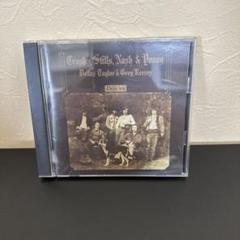 Crosby, Stills, Nash & Young
Dallas Taylor & Greg Reeves
Déjà vu